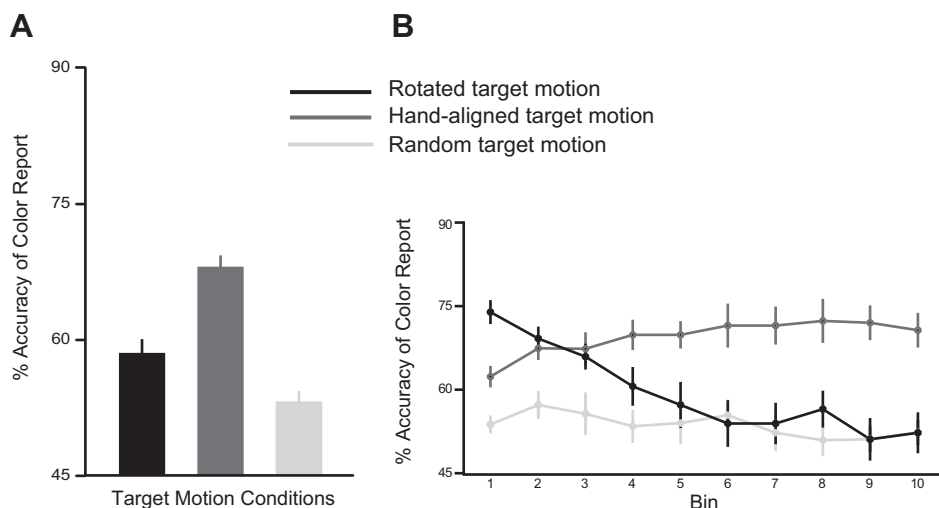 A
B
90
75
60
45
% Accuracy of Color Report
Target Motion Conditions
Rotated target motion
Hand-aligned target motion
Random target motion
90
75
60
45
% Accuracy of Color Report
1 2 3 4 5 6 7 8 9 10
Bin